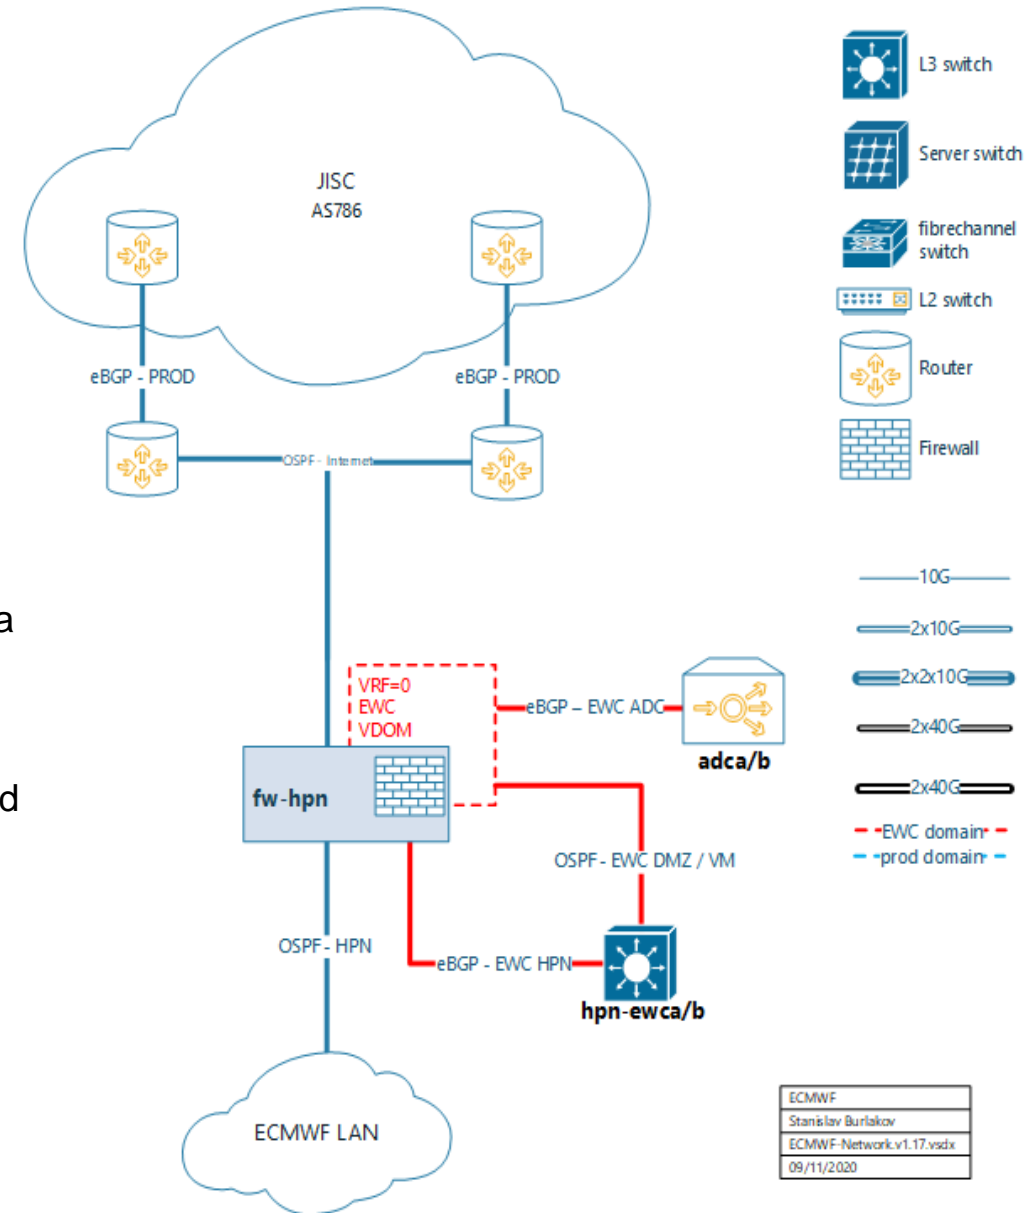 JISC
AS786
eBGP - PROD
eBGP - PROD
OSPF - Internet
a
VRF=0
EWC
VDOM
eBGP – EWC ADC
adca/b
fw-hpn
d
OSPF - EWC DMZ / VM
OSPF - HPN
eBGP - EWC HPN
hpn-ewca/b
ECMWF LAN
L3 switch
Server switch
fibrechannel
switch
L2 switch
Router
Firewall
10G
2x10G
2x2x10G
2x40G
2x40G
EWC domain
prod domain
ECMWF
Stanislav Burlakov
ECMWF-Network.v1.17.vsdx
09/11/2020